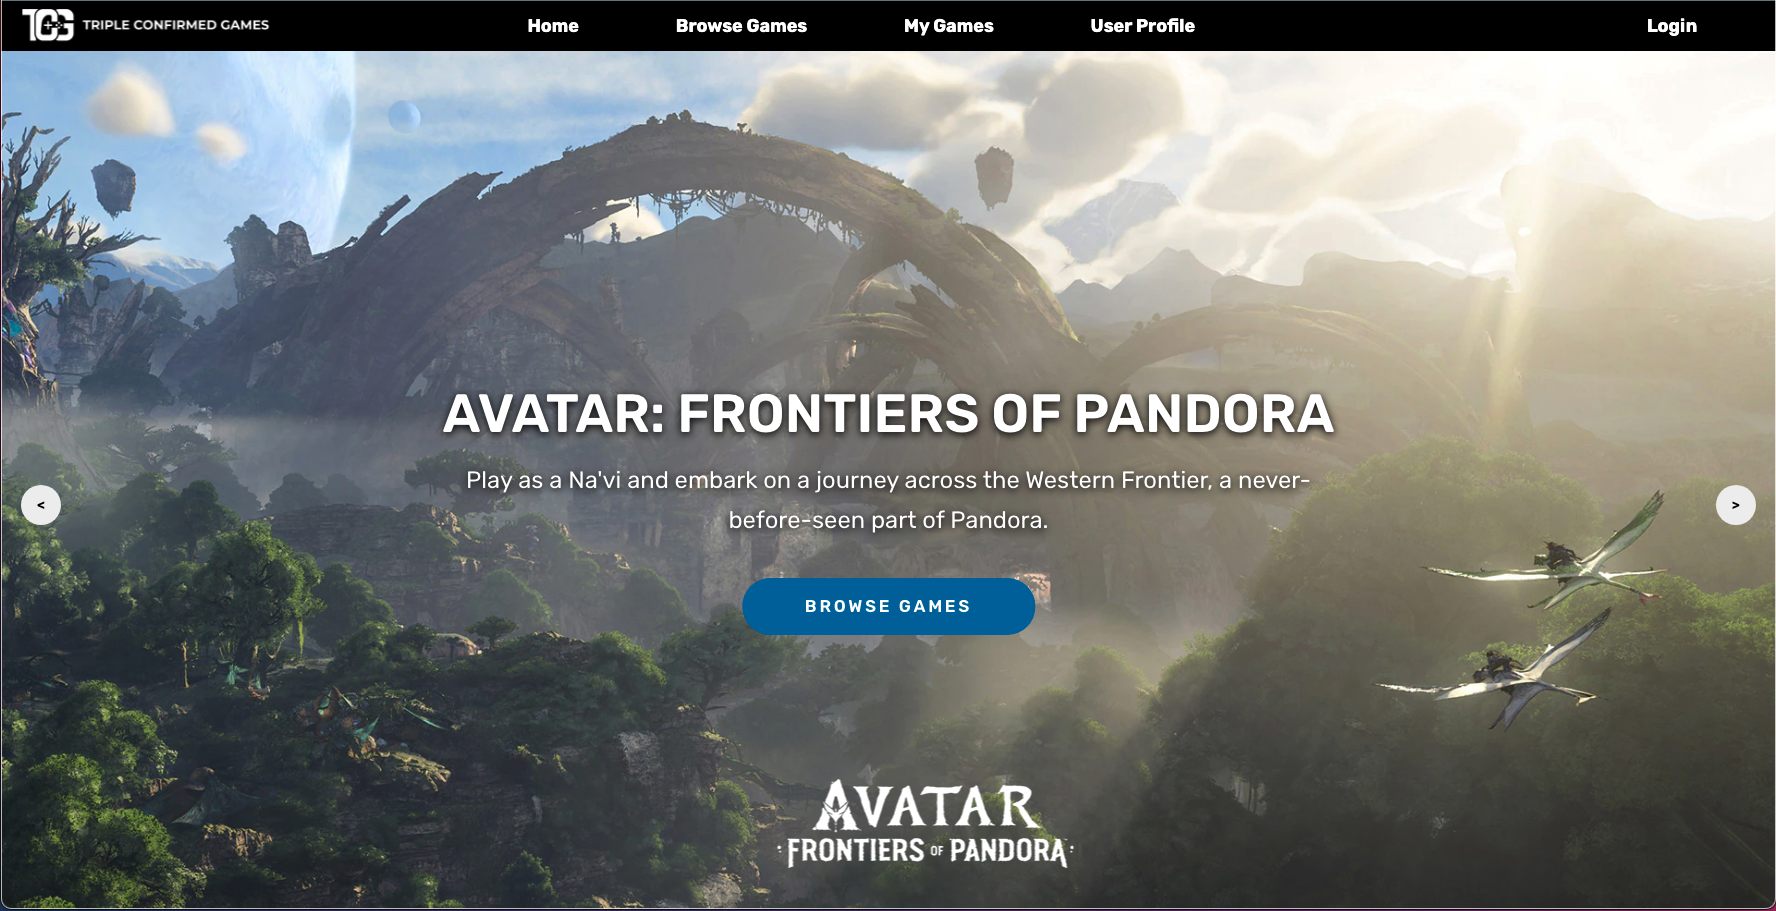 TCG TRIPLE CONFIRMED GAMES
Home
Browse Games
My Games
User Profile
Login
AVATAR: FRONTIERS OF PANDORA
Play as a Na'vi and embark on a journey across the Western Frontier, a never-
before-seen part of Pandora.
<
>
BROWSE GAMES
AVATAR
FRONTIERS OF PANDORA